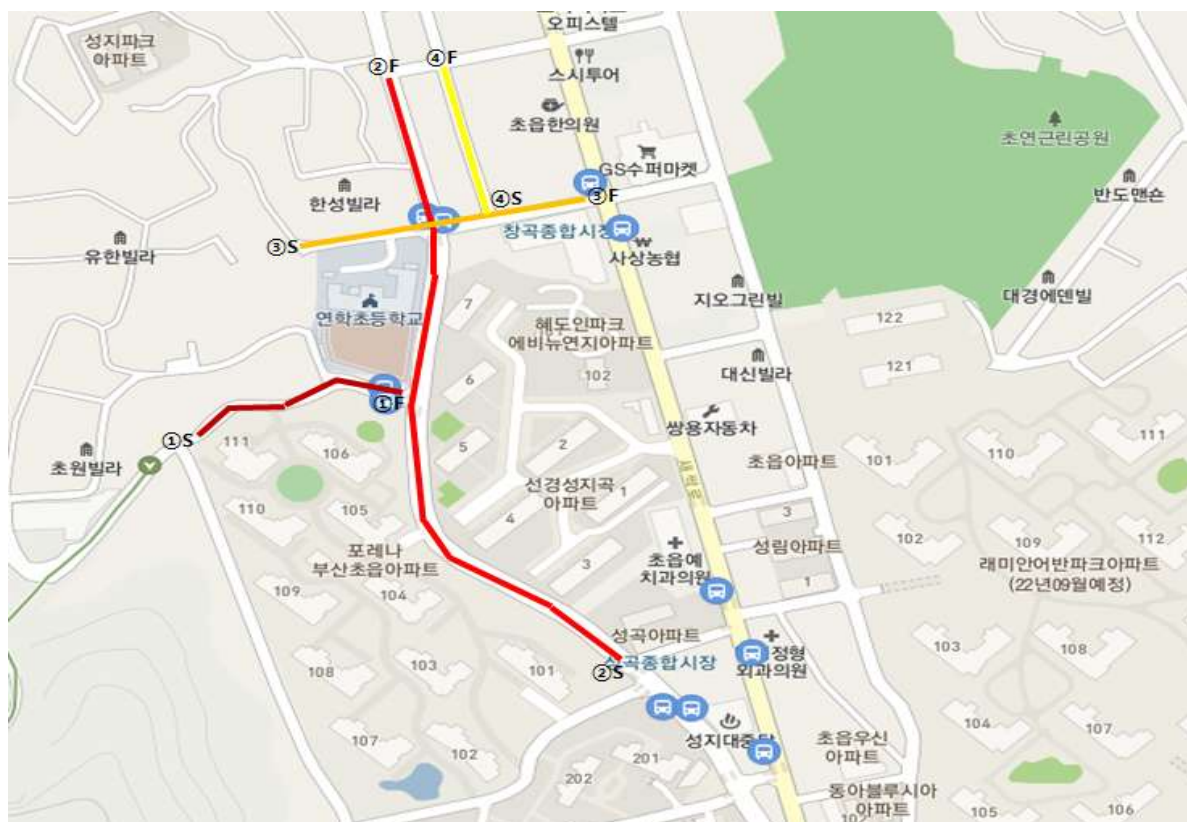 오피스텔
성지파크
아파트
②F
④F
스시투어
초읍한의원
초연근린공원
GS수퍼마켓
반도맨숀
한성빌라
④S
③F
③S
창곡종합시장
유한빌라
사상농협
지오그린빌
대경에덴빌
연학초등학교
7
혜도인파크
에비뉴연지아파트
122
102
121
대신빌라
6
①F
쌍용자동차
①S
111
초원빌라
106
5
2
초읍아파트
101
110
111
새싹로
선경성지곡
아파트
1
110
105
4
3
성림아파트
102
109
112
포레나
부산초읍아파트
3
초읍예
치과의원
1
래미안어반파크아파트
(22년09월예정)
109
104
성곡아파트
정형
외과의원
103
108
108
103
101
②S
성곡종합시장
107
102
성지대중탕
초읍우신
아파트
104
107
202
201
동아블루시아
아파트
102
105
106